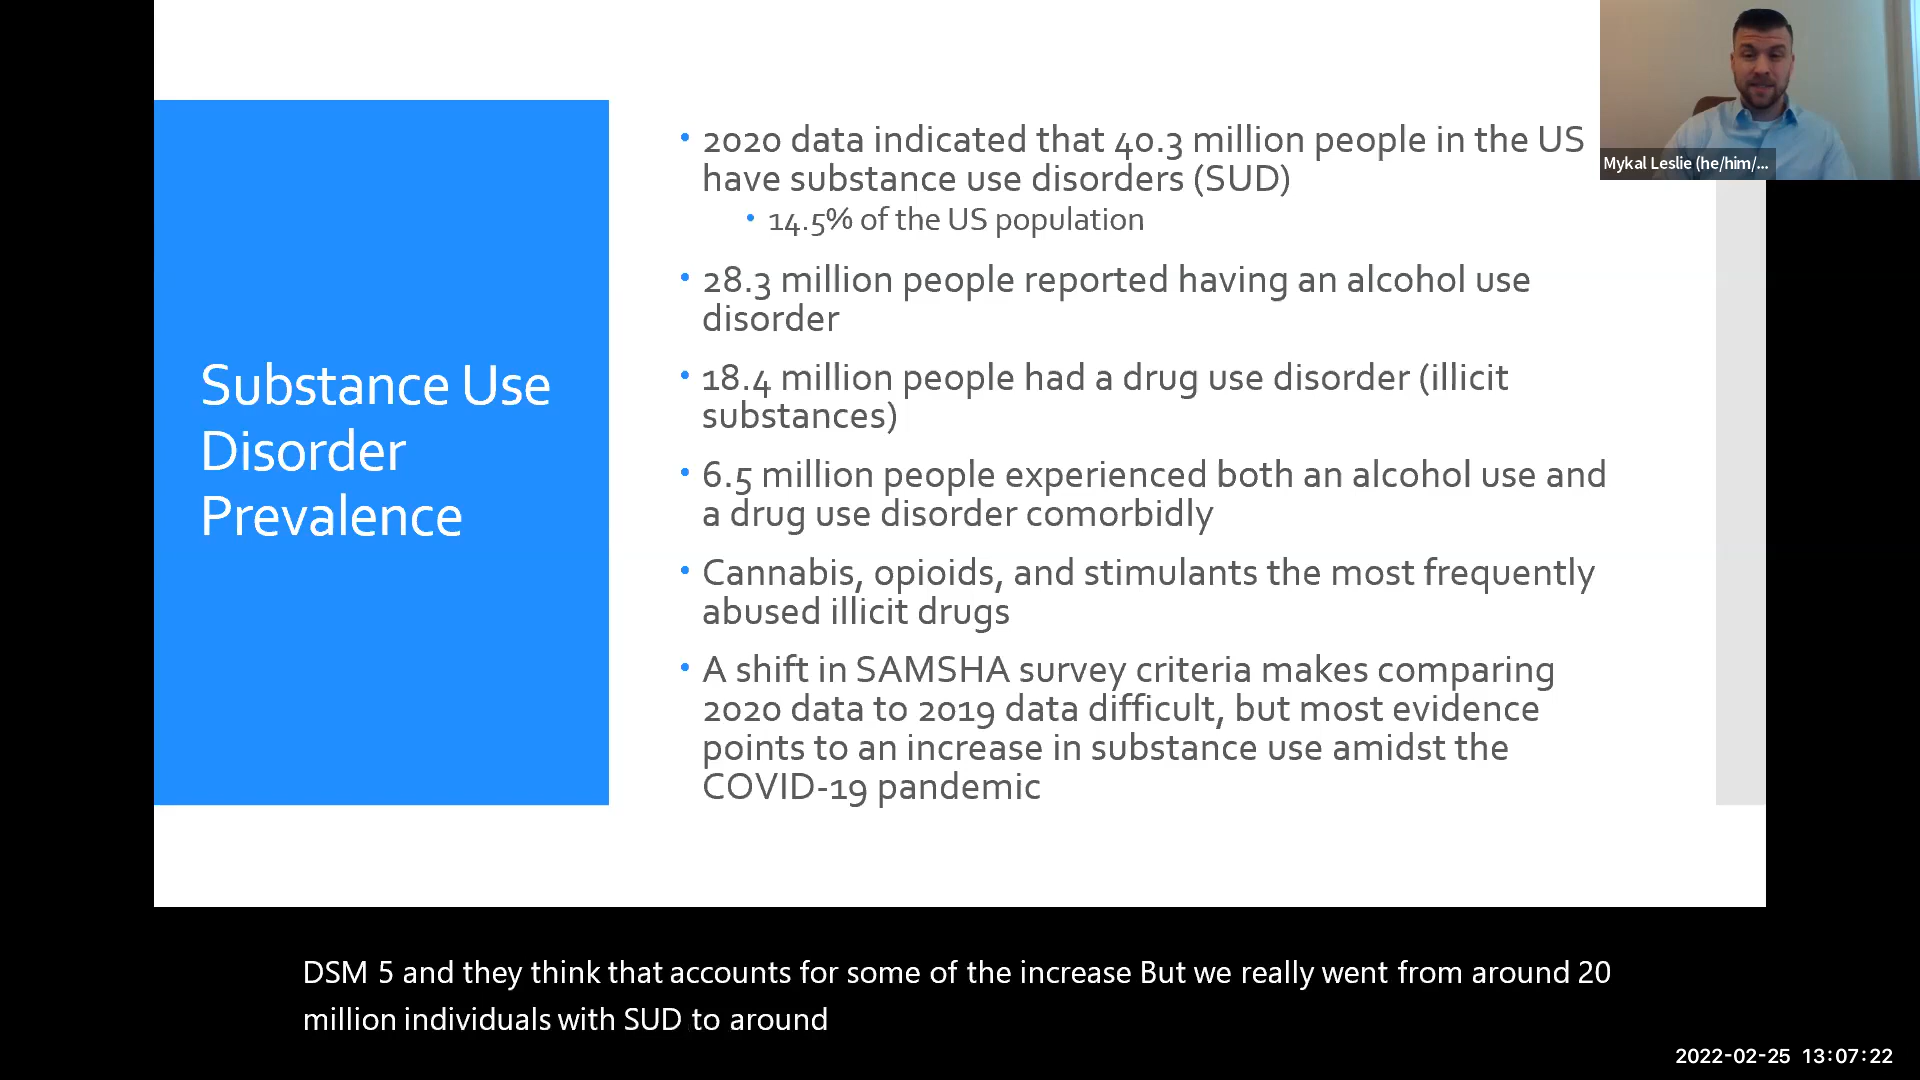 Substance Use
Disorder
Prevalence
• 2020 data indicated that 40.3 million people in the US
have substance use disorders (SUD)
• 14.5% of the US population
• 28.3 million people reported having an alcohol use
disorder
• 18.4 million people had a drug use disorder (illicit
substances)
• 6.5 million people experienced both an alcohol use and
a drug use disorder comorbidly
• Cannabis, opioids, and stimulants the most frequently
abused illicit drugs
• A shift in SAMSHA survey criteria makes comparing
2020 data to 2019 data difficult, but most evidence
points to an increase in substance use amidst the
COVID-19 pandemic
Mykal Leslie (he/him/...
DSM 5 and they think that accounts for some of the increase But we really went from around 20
million individuals with SUD to around
2022-02-25 13:07:22